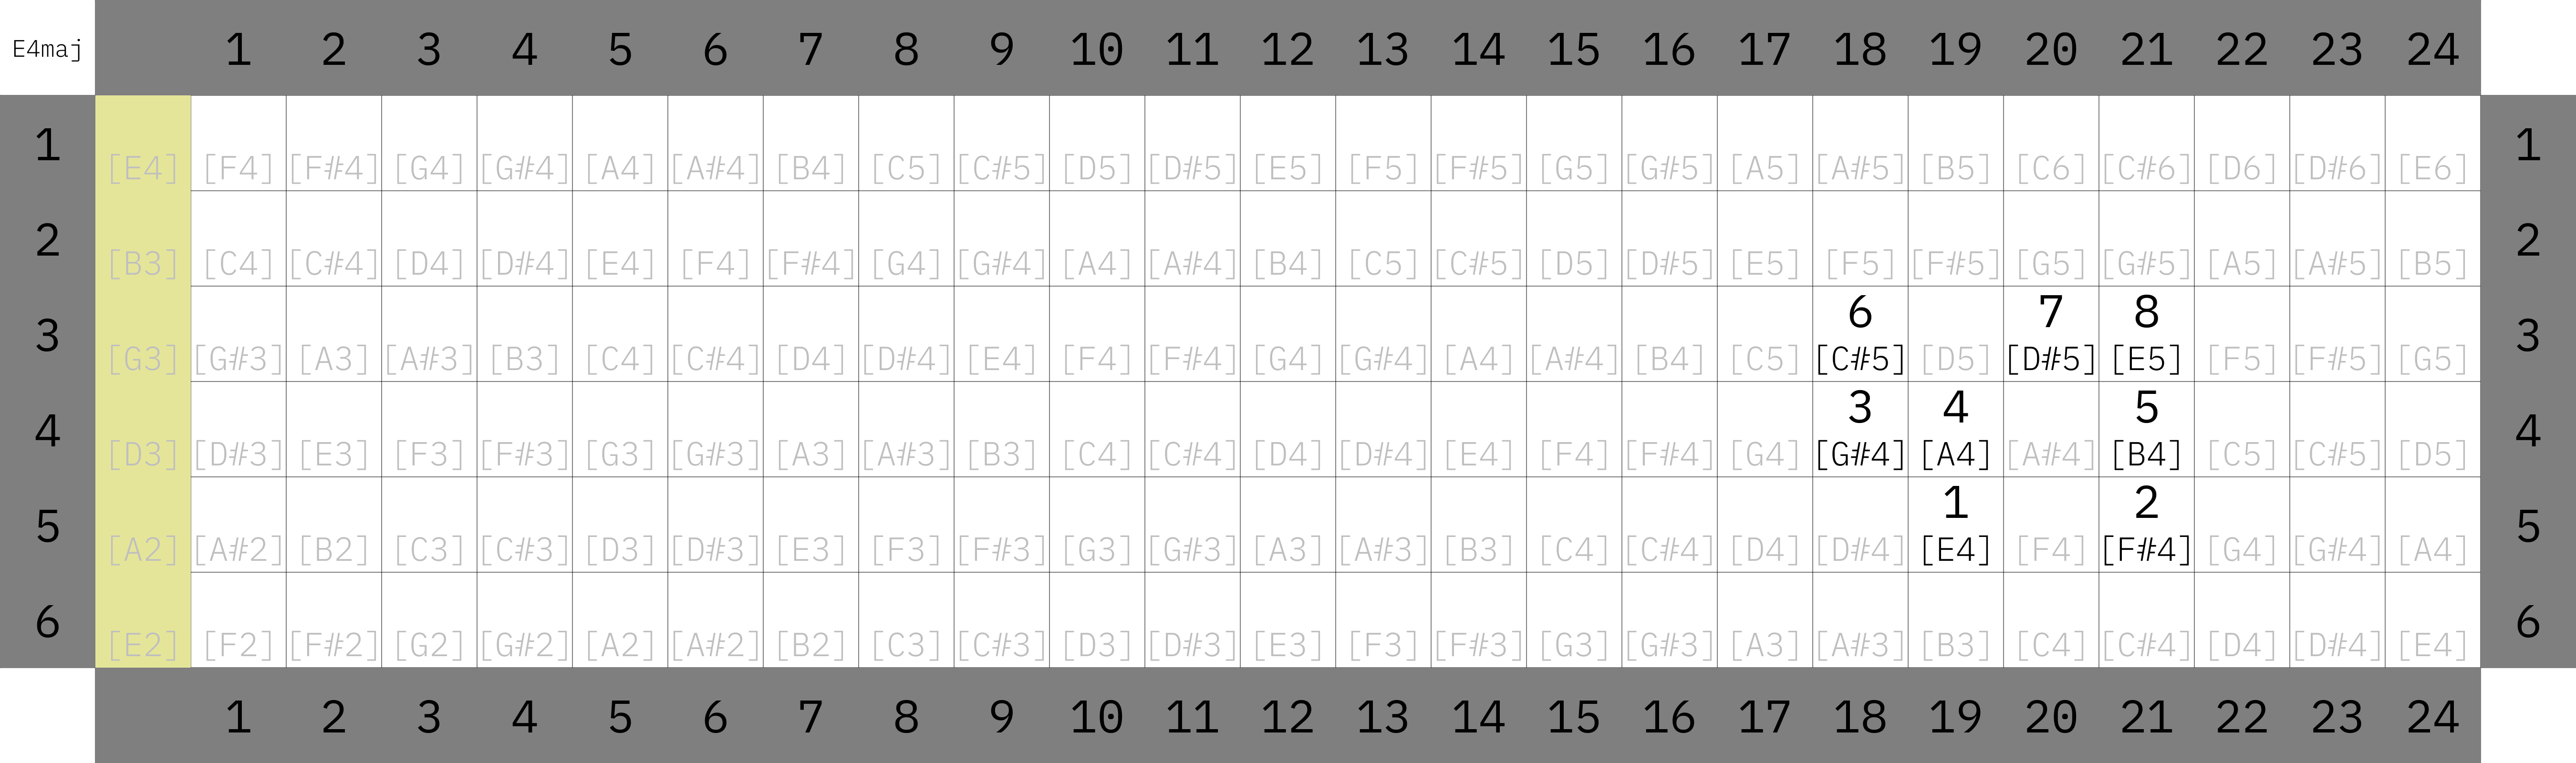 E4maj 1 2 3 4 5 6 7 8 9 10 11 12 13 14 15 16 17 18 19 20 21 22 23 24
1 [E4] [F4] [F#4] [G4] [G#4] [A4] [A#4] [B4] [C5] [C#5] [D5] [D#5] [E5] [F5] [F#5] [G5] [G#5] [A5] [A#5] [B5] [C6] [C#6] [D6] [D#6] [E6] 1
2 [B3] [C4] [C#4] [D4] [D#4] [E4] [F4] [F#4] [G4] [G#4] [A4] [A#4] [B4] [C5] [C#5] [D5] [D#5] [E5] [F5] [F#5] [G5] [G#5] [A5] [A#5] [B5] 2
6 7 8
3 [G3] [G#3] [A3] [A#3] [B3] [C4] [C#4] [D4] [D#4] [E4] [F4] [F#4] [G4] [G#4] [A4] [A#4] [B4] [C5] [C#5] [D5] [D#5] [E5] [F5] [F#5] [G5] 3
3 4 5
4 [D3] [D#3] [E3] [F3] [F#3] [G3] [G#3] [A3] [A#3] [B3] [C4] [C#4] [D4] [D#4] [E4] [F4] [F#4] [G4] [G#4] [A4] [A#4] [B4] [C5] [C#5] [D5] 4
1 2
5 [A2] [A#2] [B2] [C3] [C#3] [D3] [D#3] [E3] [F3] [F#3] [G3] [G#3] [A3] [A#3] [B3] [C4] [C#4] [D4] [D#4] [E4] [F4] [F#4] [G4] [G#4] [A4] 5
6 [E2] [F2] [F#2] [G2] [G#2] [A2] [A#2] [B2] [C3] [C#3] [D3] [D#3] [E3] [F3] [F#3] [G3] [G#3] [A3] [A#3] [B3] [C4] [C#4] [D4] [D#4] [E4] 6
1 2 3 4 5 6 7 8 9 10 11 12 13 14 15 16 17 18 19 20 21 22 23 24